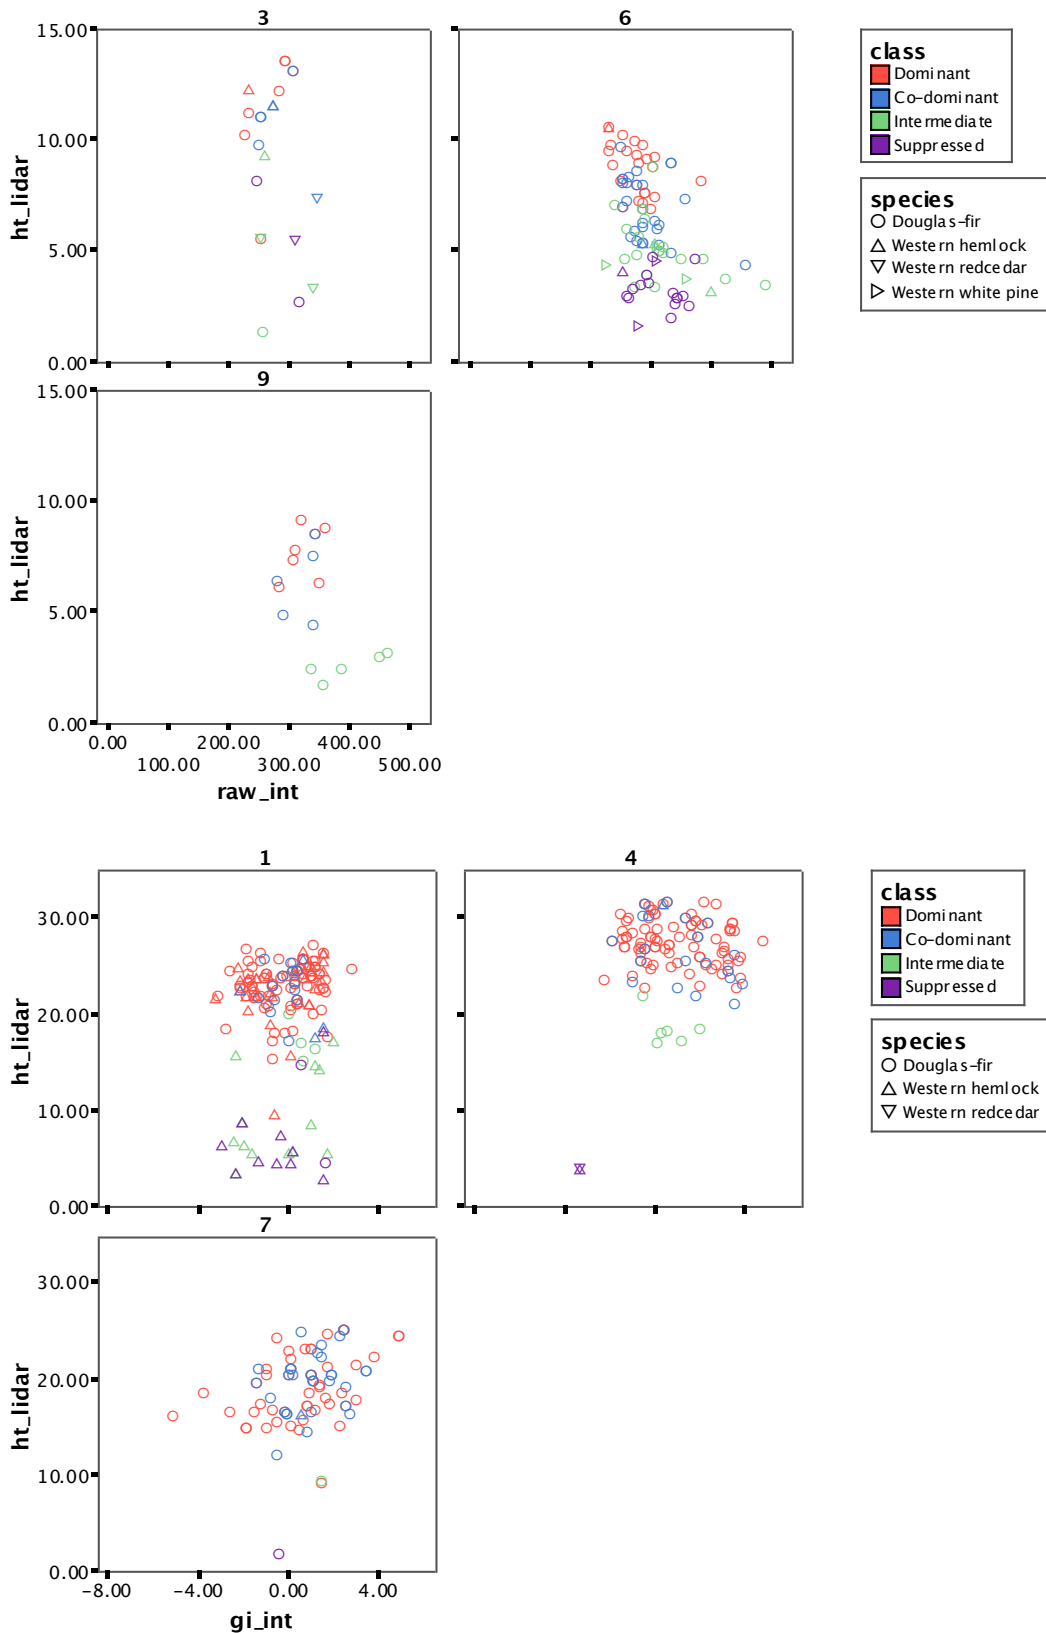 3
6
15.00
10.00
5.00
0.00
ht_lidar
class
Dominant
Co-dominant
Intermediate
Suppressed
species
Douglas-fir
Western hemlock
Western redcedar
Western white pine
9
15.00
10.00
5.00
0.00
ht_lidar
0.00 200.00 400.00
100.00 300.00 500.00
raw_int
1
4
30.00
20.00
10.00
0.00
ht_lidar
class
Dominant
Co-dominant
Intermediate
Suppressed
species
Douglas-fir
Western hemlock
Western redcedar
7
30.00
20.00
10.00
0.00
ht_lidar
-8.00 -4.00 0.00 4.00
gi_int